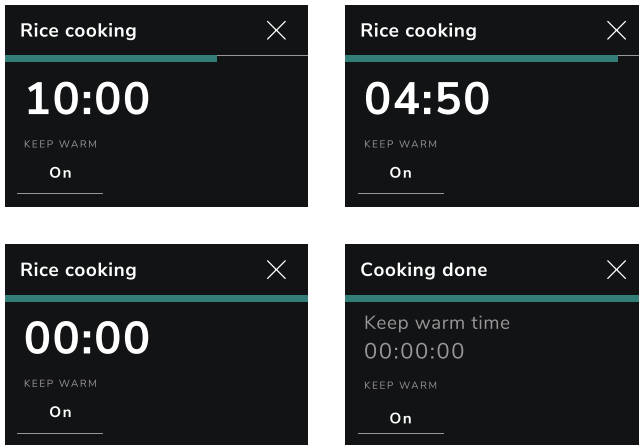 Rice cooking
10:00
KEEP WARM
On
Rice cooking
04:50
KEEP WARM
On
Rice cooking
00:00
KEEP WARM
On
Cooking done
Keep warm time
00:00:00
KEEP WARM
On